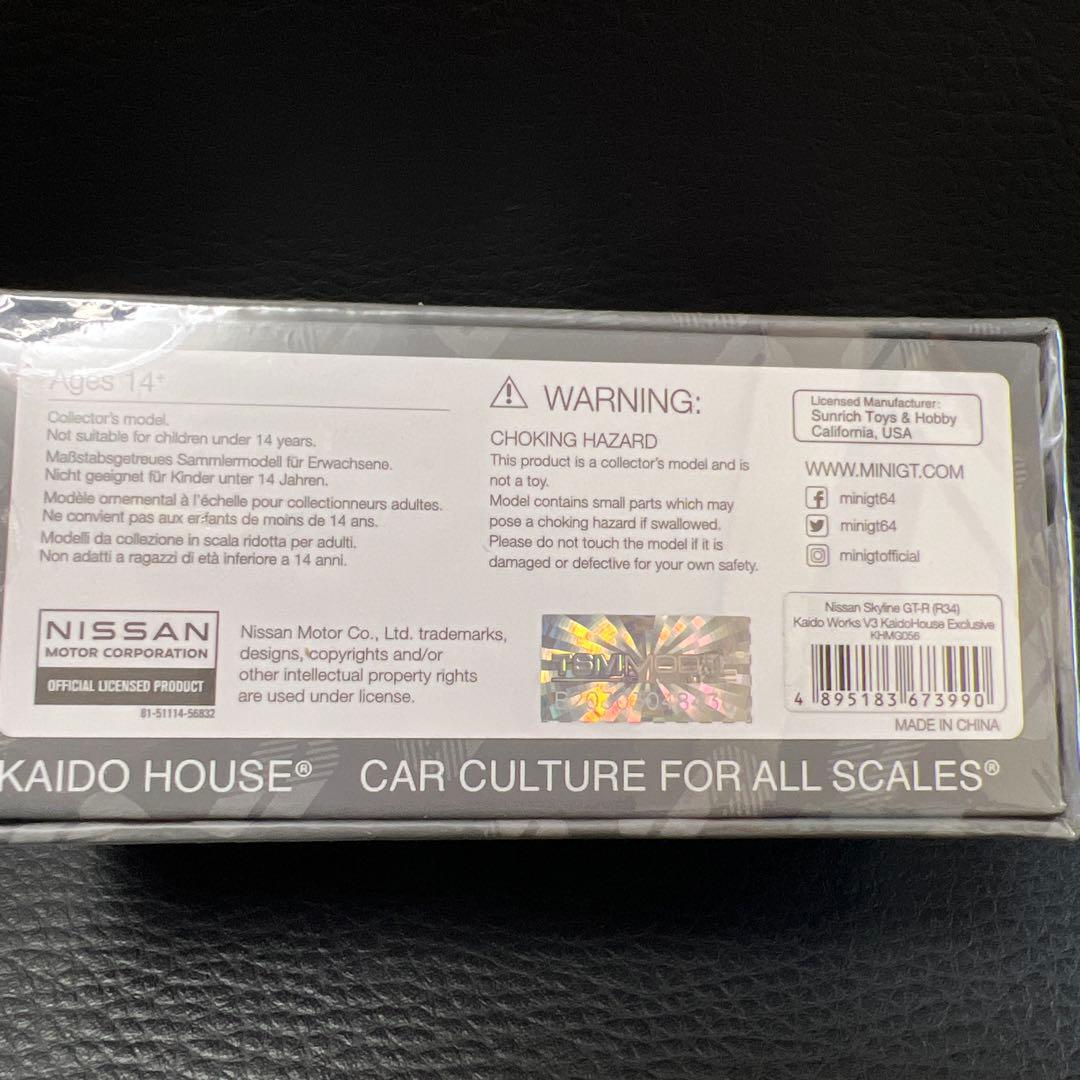 Ages 14+
Collector's model.
Not suitable for children under 14 years.
Maßstabsgetreues Sammlermodell für Erwachsene.
Nicht geeignet für Kinder unter 14 Jahren.
Modèle ornemental à l'échelle pour collectionneurs adultes.
Ne convient pas aux enfants de moins de 14 ans.
Modelli da collezione in scala ridotta per adulti.
Non adatti a ragazzi di età inferiore a 14 anni.
WARNING:
CHOKING HAZARD
This product is a collector's model and is
not a toy.
Model contains small parts which may
pose a choking hazard if swallowed.
Please do not touch the model if it is
damaged or defective for your own safety.
Licensed Manufacturer:
Sunrich Toys & Hobby
California, USA
WWW.MINIGT.COM
minigt64
minigt64
minigtofficial
NISSAN
MOTOR CORPORATION
OFFICIAL LICENSED PRODUCT
81-51114-56832
Nissan Motor Co., Ltd. trademarks,
designs, copyrights and/or
other intellectual property rights
are used under license.
TSM MODEL
Nissan Skyline GT-R (R34)
Kaido Works V3 KaidoHouse Exclusive
KHMG056
4 895183 673990
MADE IN CHINA
KAIDO HOUSE® CAR CULTURE FOR ALL SCALES®